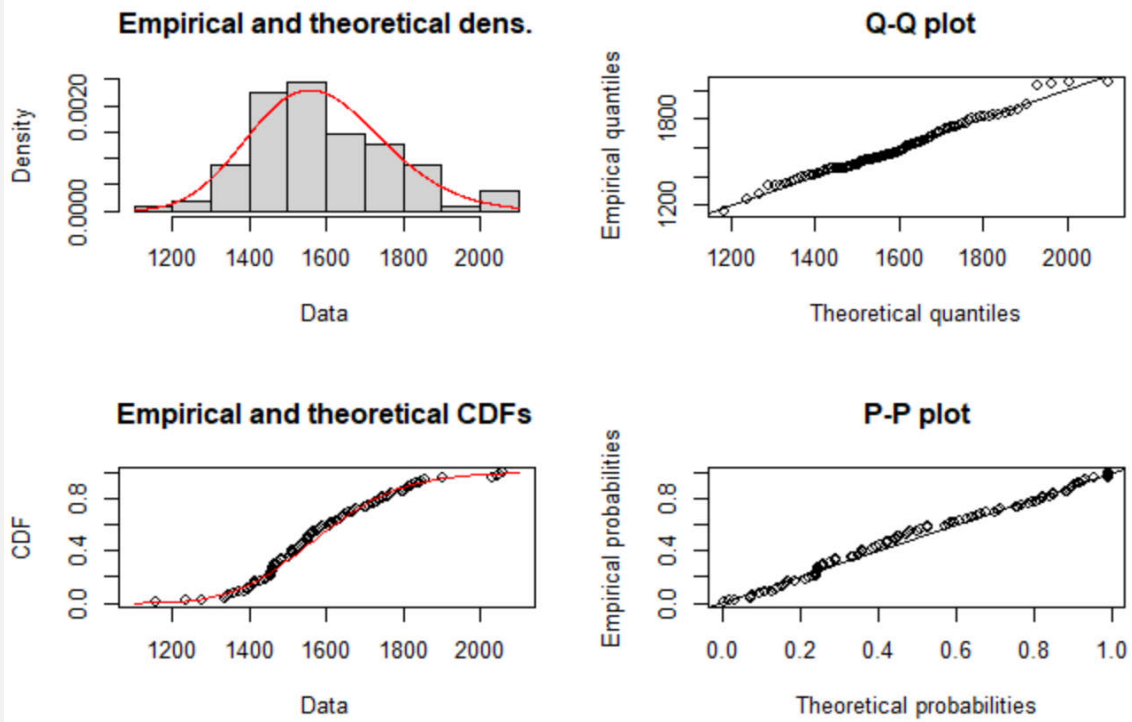 Empirical and theoretical dens.
Density
0.0000 0.0020
1200 1400 1600 1800 2000
Data
Q-Q plot
Empirical quantiles
1200 1800
1200 1400 1600 1800 2000
Theoretical quantiles
Empirical and theoretical CDFs
CDF
0.0 0.4 0.8
1200 1400 1600 1800 2000
Data
P-P plot
Empirical probabilities
0.0 0.4 0.8
0.0 0.2 0.4 0.6 0.8 1.0
Theoretical probabilities